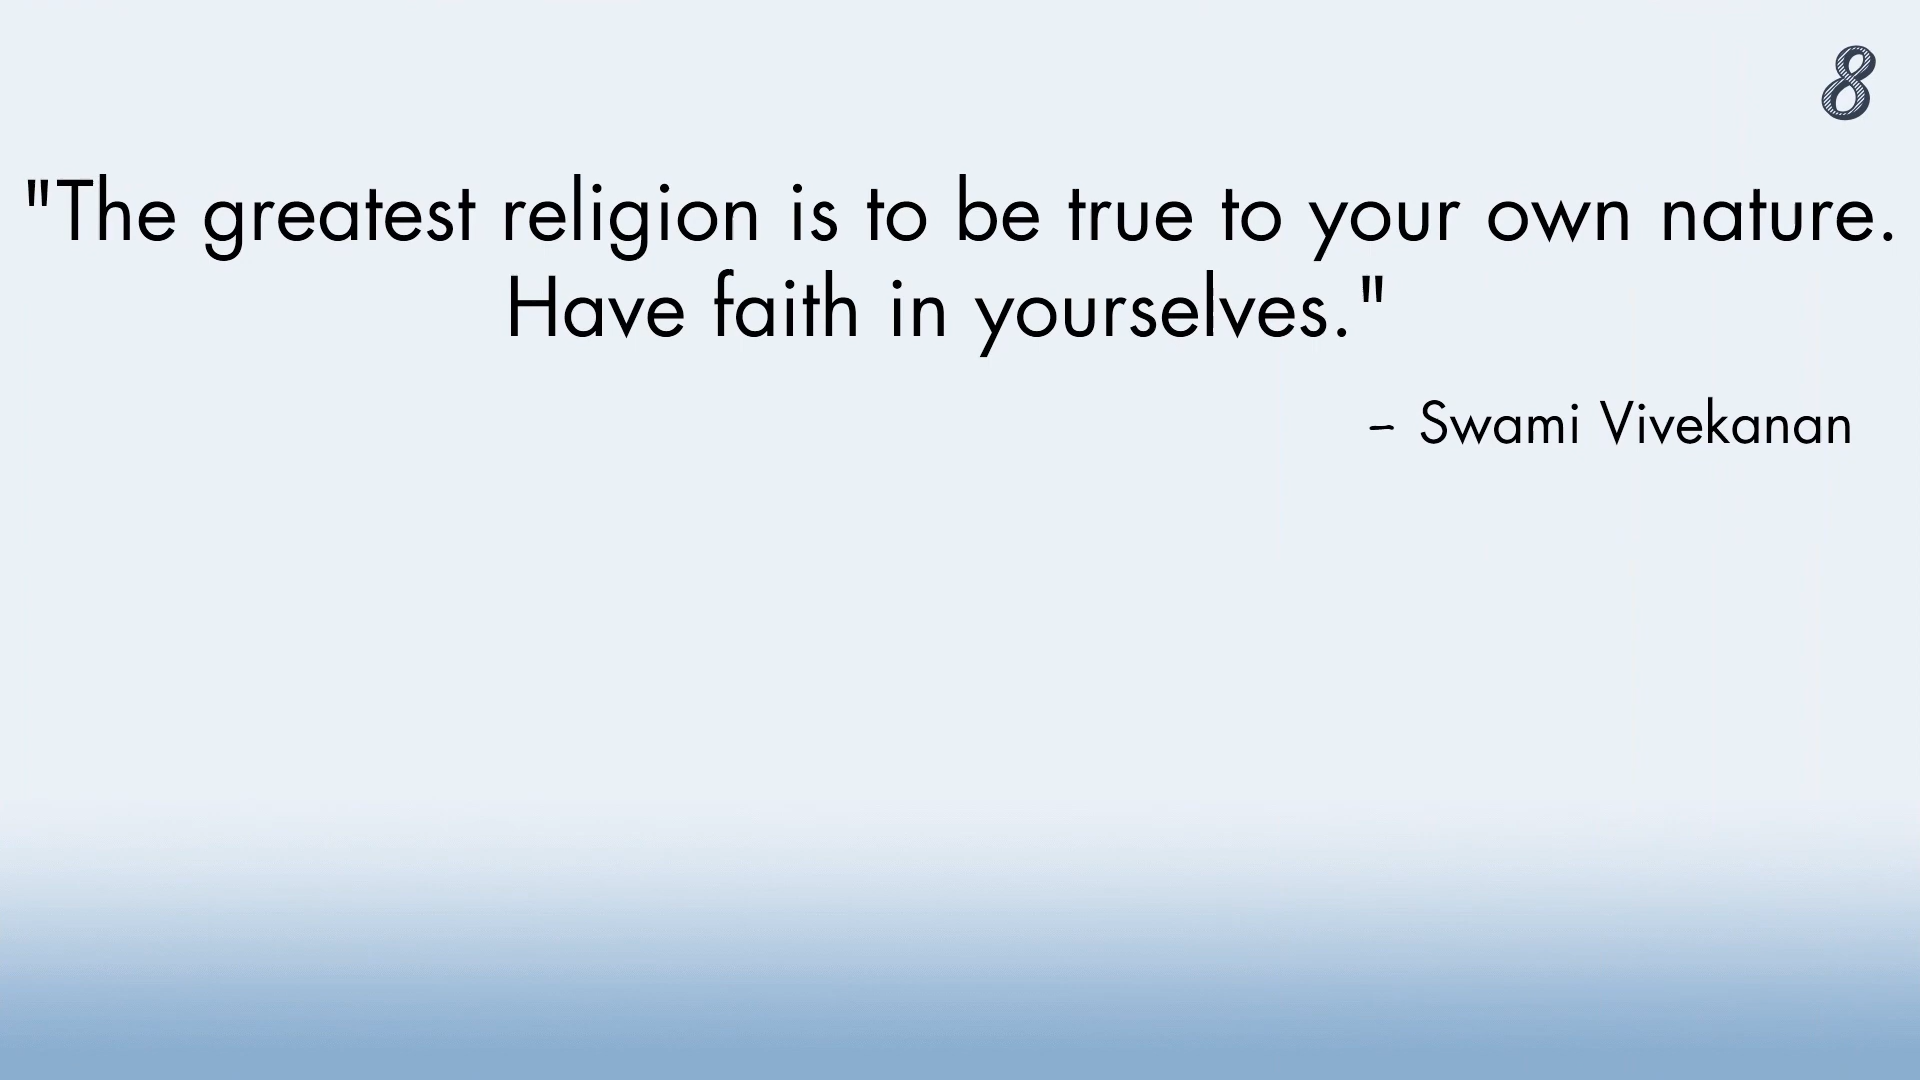 8
"The greatest religion is to be true to your own nature.
Have faith in yourselves."
– Swami Vivekanan